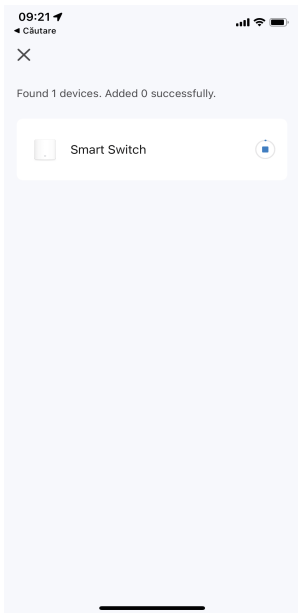 09:21
◀ Căutare
Found 1 devices. Added 0 successfully.
Smart Switch